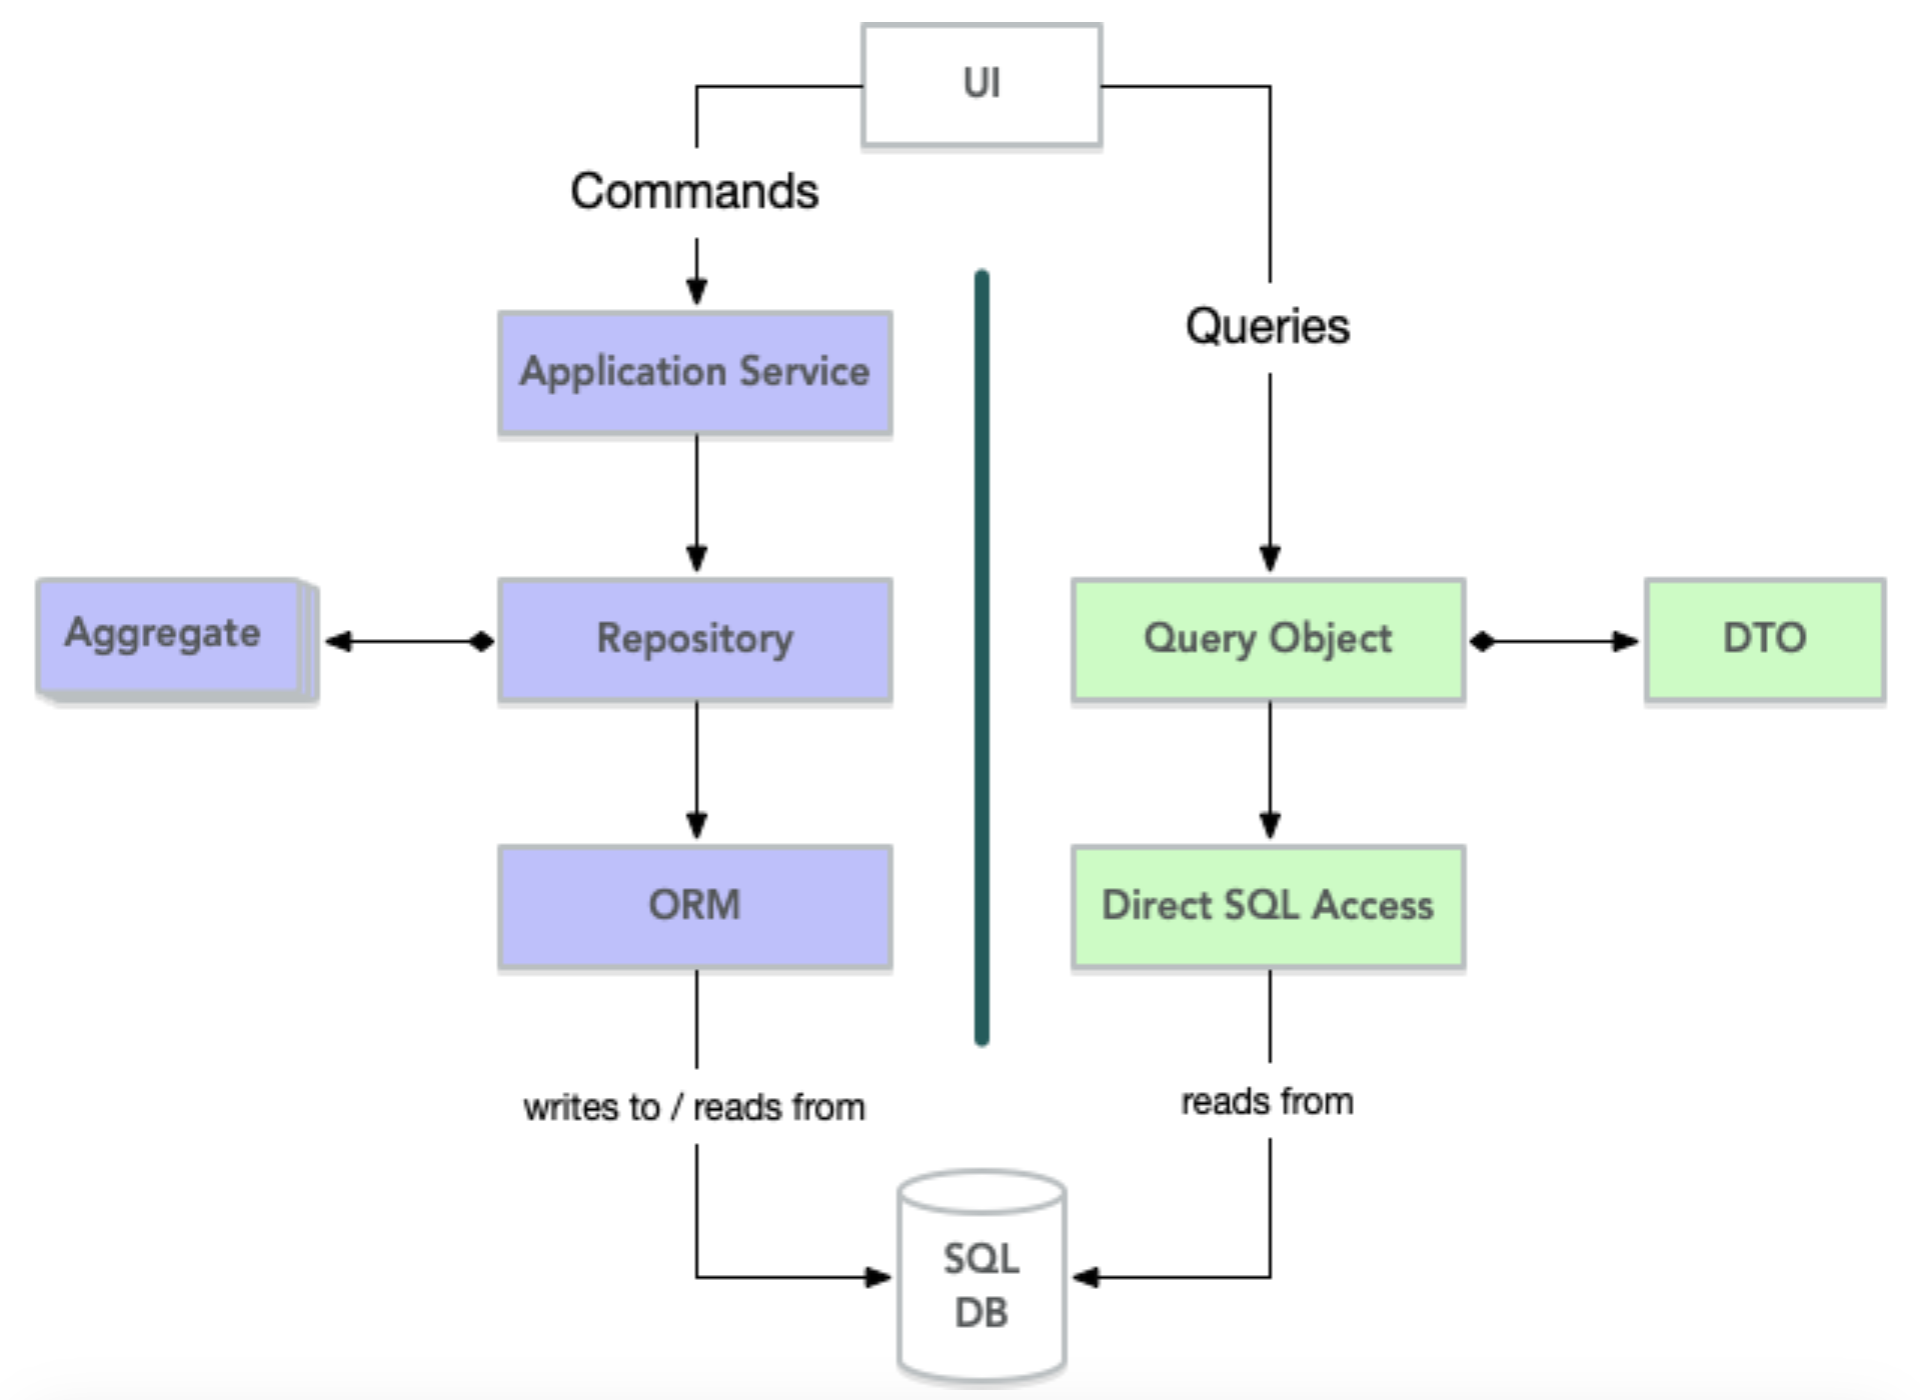 UI
Commands
Queries
Application Service
Aggregate
Repository
Query Object
DTO
ORM
Direct SQL Access
writes to / reads from
reads from
SQL
DB